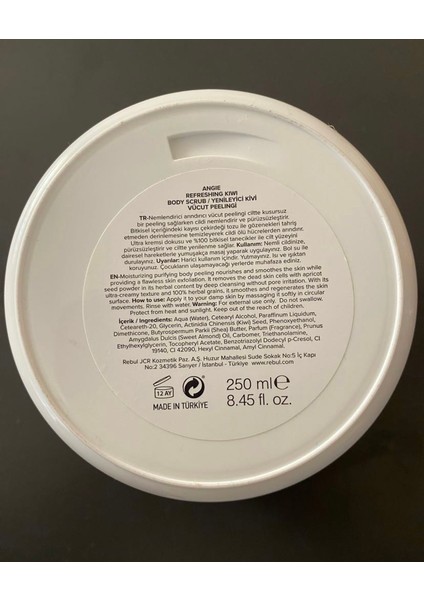 ANGIE
REFRESHING KIWI
BODY SCRUB / YENİLEYİCİ KİVİ
VÜCUT PEELİNGİ
TR-Nemlendirici arındırıcı vücut peelingi ciltte kusursuz
bir peeling sağlarken cildi nemlendirir ve pürüzsüzleştirir.
Bitkisel içeriğindeki kayısı çekirdeği tozu ile gözenekleri tahriş
etmeden derinlemesine temizleyerek cildi ölü hücrelerden arındırır.
Ultra kremsi dokusu ve %100 bitkisel tanecikler ile cilt yüzeyini
pürüzsüzleştirir ve yenilenmiş bir görünüm sağlar. Kullanım: Nemli cildinize,
dairesel hareketlerle yumuşakça masaj yaparak uygulayınız. Bol su ile
durulayınız. Uyarılar: Harici kullanım içindir. Yutmayınız. Isı ve ışıktan
koruyunuz. Çocukların ulaşamayacağı yerlerde muhafaza ediniz.
EN-Moisturizing purifying body peeling nourishes and smoothes the skin while
providing a flawless skin exfoliation. It removes the dead skin cells with apricot
seed powder in its herbal content by deep cleansing without pore irritation. With its
ultra-creamy texture and 100% herbal grains, it smooths and regenerates the skin
surface. How to use: Apply it to your damp skin by massaging it softly in circular
movements. Rinse with water. Warning: For external use only. Do not swallow.
Protect from heat and sunlight. Keep out of the reach of children.
İçerik / Ingredients: Aqua (Water), Cetearyl Alcohol, Paraffinum Liquidum,
Ceteareth-20, Glycerin, Actinidia Chinensis (Kiwi) Seed, Phenoxyethanol,
Dimethicone, Butyrospermum Parkii (Shea) Butter, Parfum (Fragrance), Prunus
Amygdalus Dulcis (Sweet Almond) Oil, Carbomer, Triethanolamine,
Ethylhexylglycerin, Tocopheryl Acetate, Benzotriazolyl Dodecyl p-Cresol, CI
19140, CI 42090, Hexyl Cinnamal, Amyl Cinnamal.
Rebul JCR Kozmetik Paz. A.Ş. Huzur Mahallesi Sude Sokak No:5 İç Kapı
No:2 34396 Sarıyer / İstanbul - Türkiye www.rebul.com
12 AY
MADE IN TÜRKİYE
250 ml e
8.45 fl. oz.